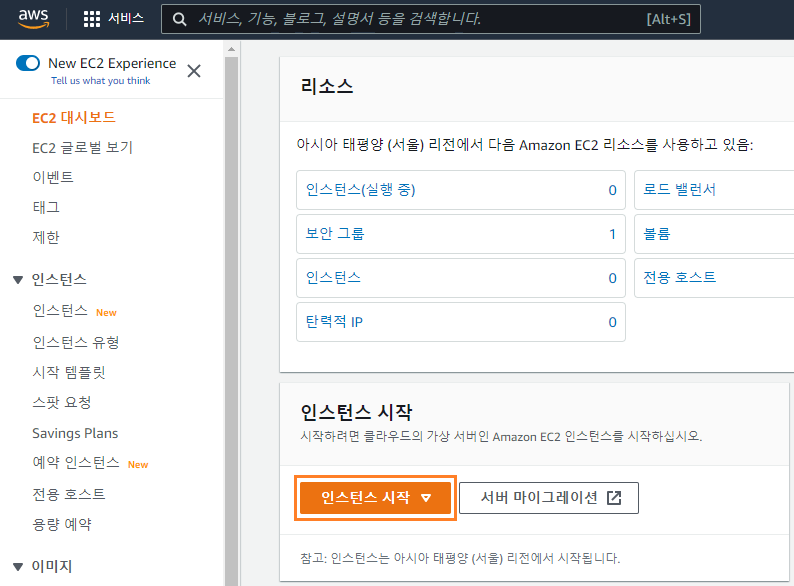 aws
서비스
서비스, 기능, 블로그, 설명서 등을 검색합니다.
[Alt+S]
New EC2 Experience
Tell us what you think
EC2 대시보드
EC2 글로벌 보기
이벤트
태그
제한
인스턴스
인스턴스 New
인스턴스 유형
시작 템플릿
스팟 요청
Savings Plans
예약 인스턴스 New
전용 호스트
용량 예약
이미지
리소스
아시아 태평양 (서울) 리전에서 다음 Amazon EC2 리소스를 사용하고 있음:
인스턴스(실행 중) 0
로드 밸런서
보안 그룹 1
볼륨
인스턴스 0
전용 호스트
탄력적 IP 0
인스턴스 시작
시작하려면 클라우드의 가상 서버인 Amazon EC2 인스턴스를 시작하십시오.
인스턴스 시작
서버 마이그레이션
참고: 인스턴스는 아시아 태평양 (서울) 리전에서 시작됩니다.